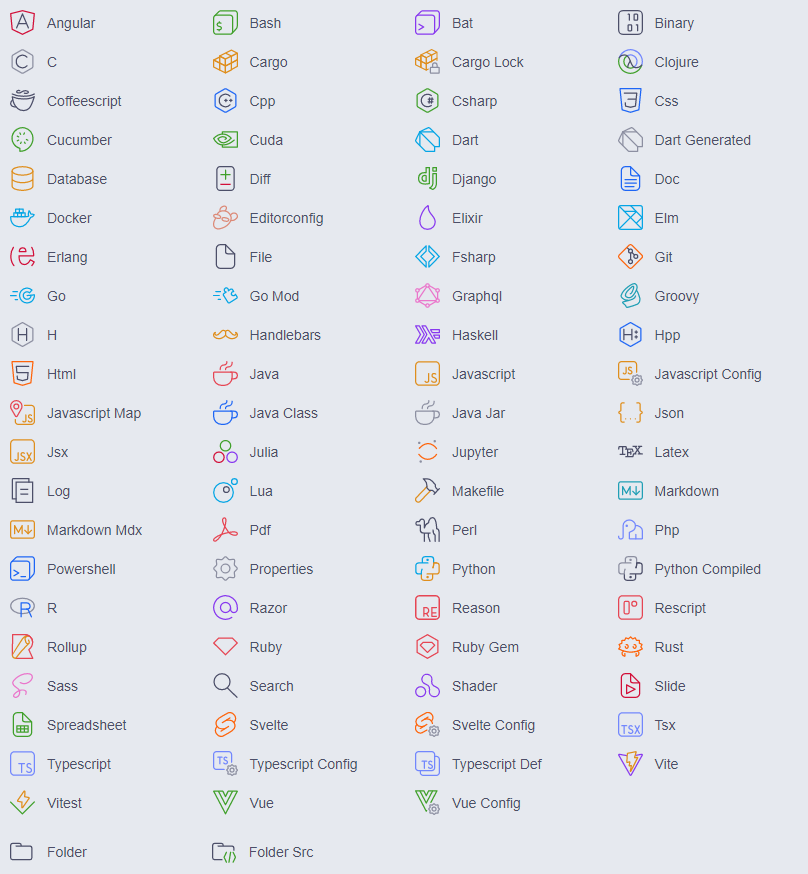 Angular Bash Bat Binary
C Cargo Cargo Lock Clojure
Coffeescript Cpp Csharp Css
Cucumber Cuda Dart Dart Generated
Database Diff Django Doc
Docker Editorconfig Elixir Elm
Erlang File Fsharp Git
Go Go Mod Graphql Groovy
H Handlebars Haskell Hpp
Html Java Javascript Javascript Config
Javascript Map Java Class Java Jar Json
Jsx Julia Jupyter Latex
Log Lua Makefile Markdown
Markdown Mdx Pdf Perl Php
Powershell Properties Python Python Compiled
R Razor Reason Rescript
Rollup Ruby Ruby Gem Rust
Sass Search Shader Slide
Spreadsheet Svelte Svelte Config Tsx
Typescript Typescript Config Typescript Def Vite
Vitest Vue Vue Config
Folder Folder Src